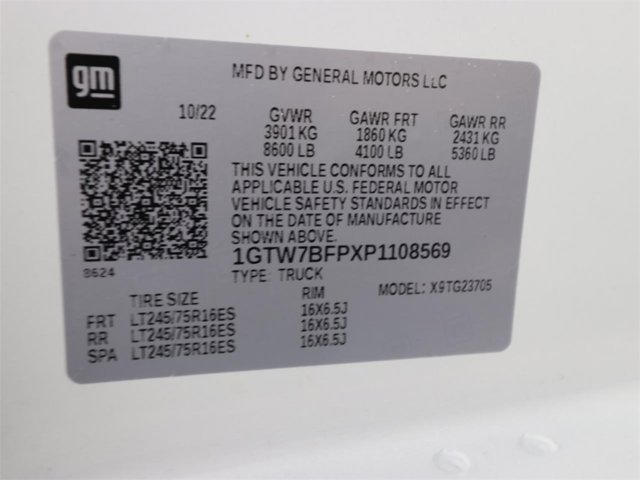 gm
MFD BY GENERAL MOTORS LLC
10/22 GVWR GAWR FRT GAWR RR
3901 KG 1860 KG 2431 KG
8600 LB 4100 LB 5360 LB
THIS VEHICLE CONFORMS TO ALL
APPLICABLE U.S. FEDERAL MOTOR
VEHICLE SAFETY STANDARDS IN EFFECT
ON THE DATE OF MANUFACTURE
SHOWN ABOVE.
8624
1GTW7BFPXP1108569
TYPE: TRUCK MODEL: X9TG23705
TIRE SIZE RIM
FRT LT245/75R16ES 16X6.5J
RR LT245/75R16ES 16X6.5J
SPA LT245/75R16ES 16X6.5J